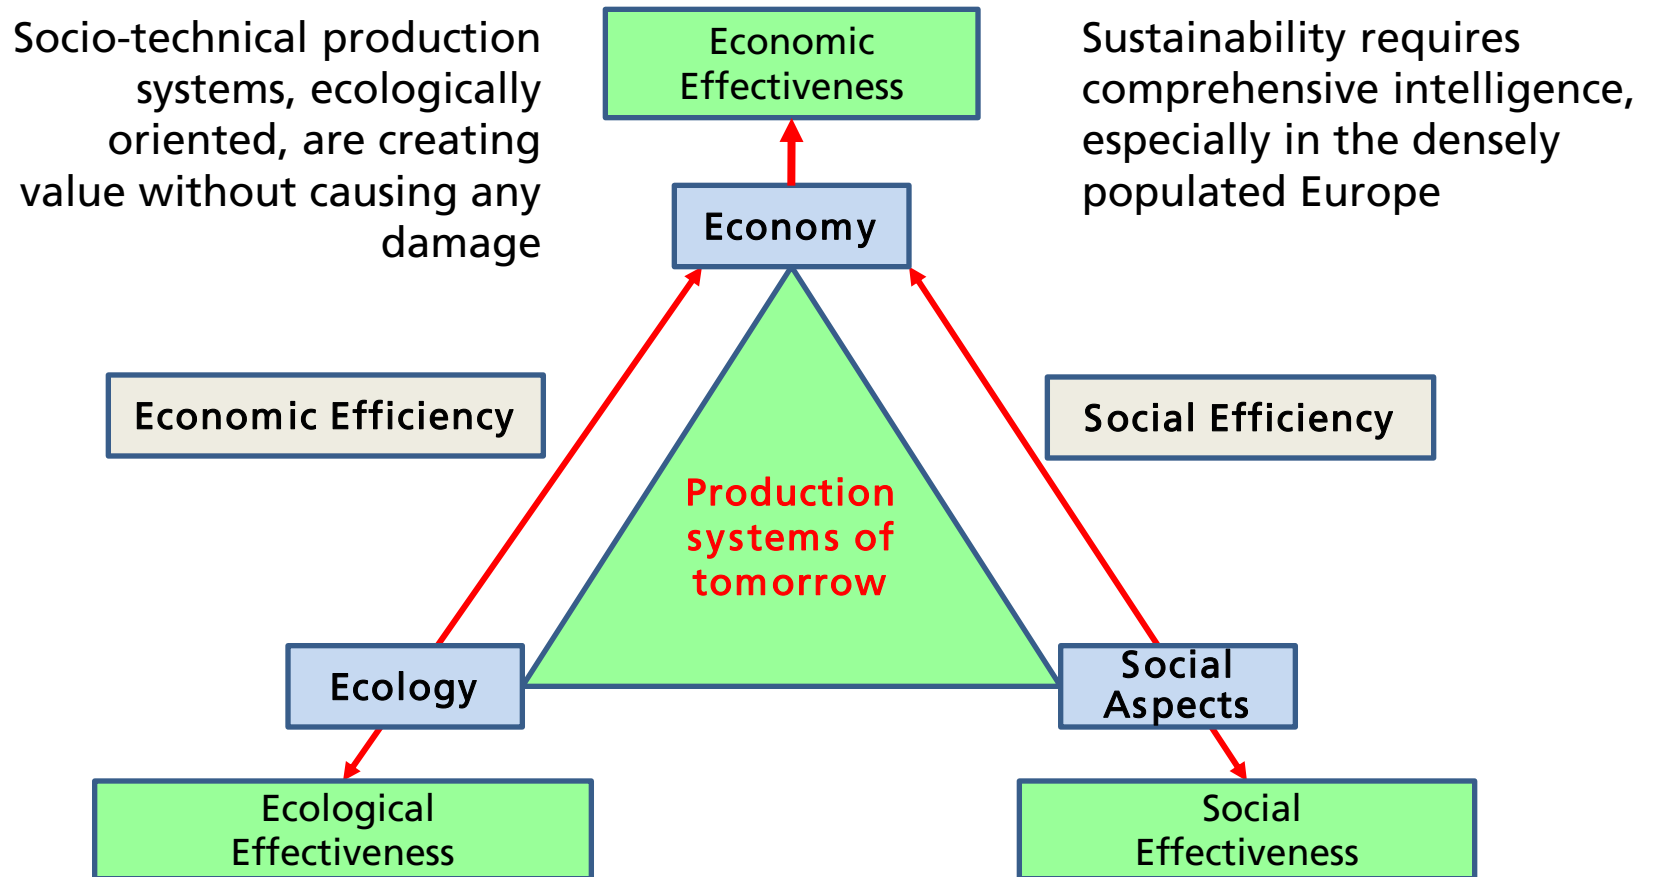 Socio-technical production
systems, ecologically
oriented, are creating
value without causing any
damage
Economic
Effectiveness
Sustainability requires
comprehensive intelligence,
especially in the densely
populated Europe
Economy
Economic Efficiency
Social Efficiency
Production
systems of
tomorrow
Ecology
Social
Aspects
Ecological
Effectiveness
Social
Effectiveness